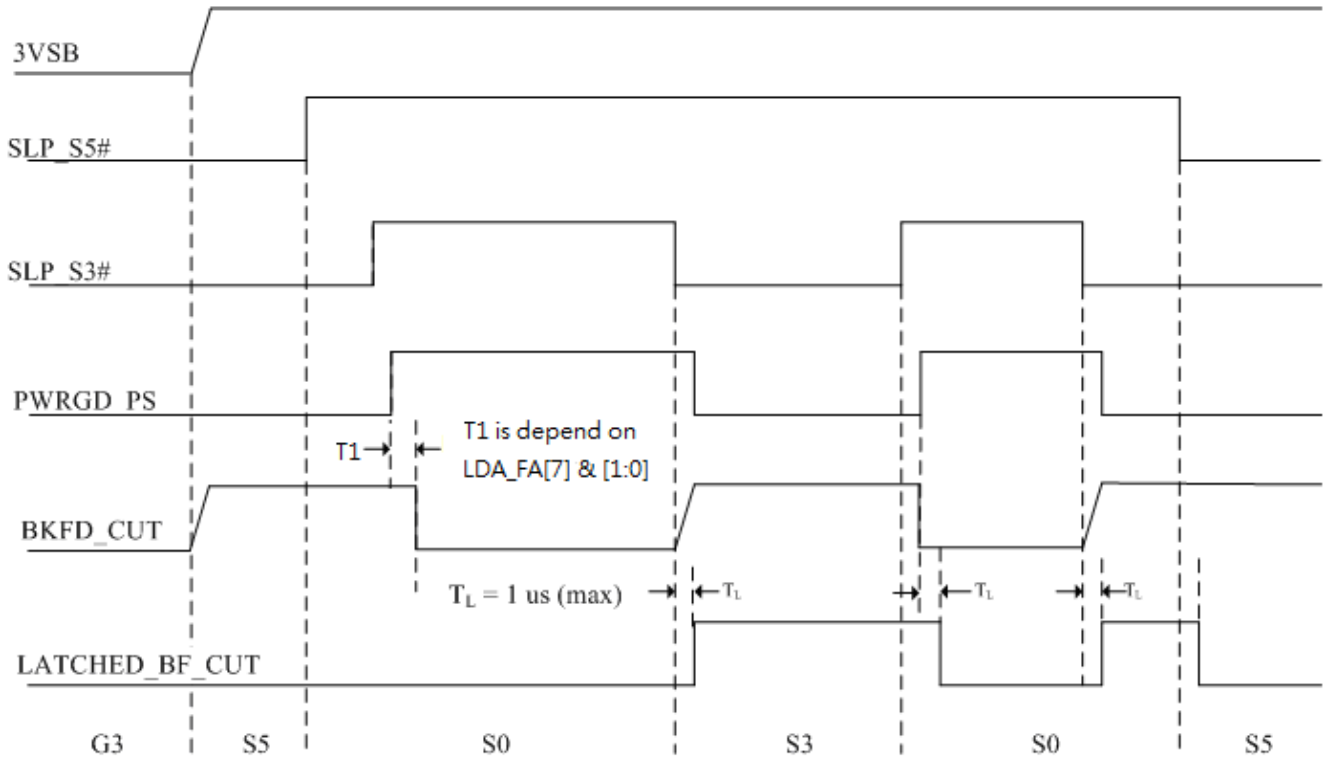 3VSB
SLP_S5#
SLP_S3#
PWRGD_PS
T1
T1 is depend on
LDA_FA[7] & [1:0]
BKFD_CUT
TL = 1 us (max)
TL
TL
TL
LATCHED_BF_CUT
G3
S5
S0
S3
S0
S5